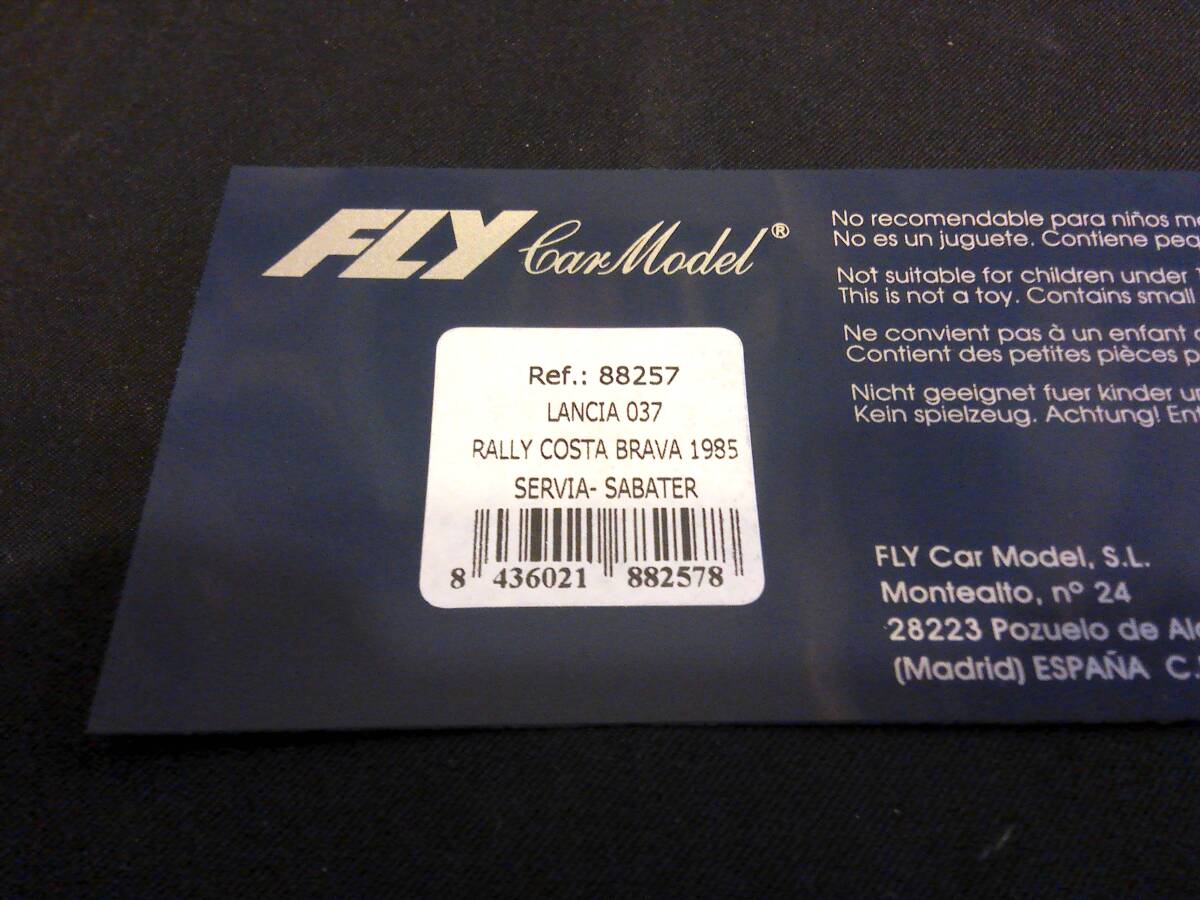 FLY Car Model®
Ref.: 88257
LANCIA 037
RALLY COSTA BRAVA 1985
SERVIA- SABATER
8 436021 882578
No recomendable para niños
No es un juguete. Contiene
Not suitable for children under
This is not a toy. Contains small
Ne convient pas à un enfant
Contient des petites pièces
Nicht geeignet fuer kinder
Kein spielzeug. Achtung!
FLY Car Model, S.L.
Montealto, nº 24
28223 Pozuelo de
(Madrid) ESPAÑA C.